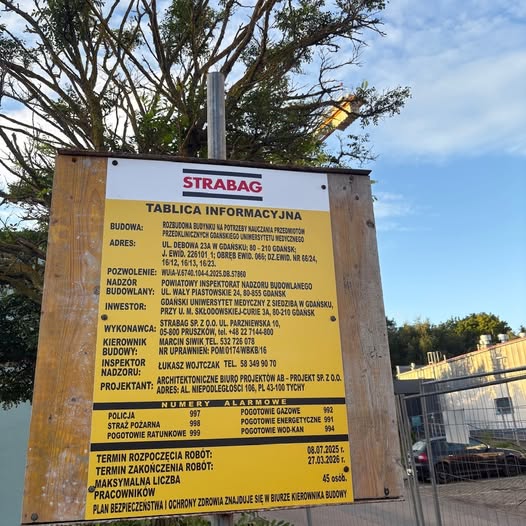 STRABAG
TABLICA INFORMACYJNA
BUDOWA: ROZBUDOWA BUDYNKU NA POTRZEBY NAUCZANIA PRZEDMIOTÓW
PRZEDKLINICZNYCH GDAŃSKIEGO UNIWERSYTETU MEDYCZNEGO
ADRES: UL. DĘBOWA 23A W GDAŃSKU; 80 - 210 GDAŃSK;
J. EWID. 226101_1; OBRĘB EWID. 066; DZ.EWID. NR 66/24,
16/12, 16/13, 16/23.
POZWOLENIE: WUiA-V.6740.104-4.2025.DB.57860
NADZÓR POWIATOWY INSPEKTORAT NADZORU BUDOWLANEGO
BUDOWLANY: UL. WAŁY PIASTOWSKIE 24, 80-855 GDAŃSK
INWESTOR: GDAŃSKI UNIWERSYTET MEDYCZNY Z SIEDZIBĄ W GDAŃSKU,
PRZY U. M. SKŁODOWSKIEJ-CURIE 3A, 80-210 GDAŃSK
WYKONAWCA: STRABAG SP. Z O.O. UL. PARZNIEWSKA 10,
05-800 PRUSZKÓW, tel. +48 22 7144-800
KIEROWNIK MARCIN SIWIK TEL. 532 726 078
BUDOWY: NR UPRAWNIEŃ: POM/0174/WBKB/16
INSPEKTOR
NADZORU: ŁUKASZ WOJTCZAK TEL. 58 349 90 70
PROJEKTANT: ARCHITEKTONICZNE BIURO PROJEKTÓW AB - PROJEKT SP. Z O.O.
ADRES: AL. NIEPODLEGŁOŚCI 106, PL 43-100 TYCHY
NUMERY ALARMOWE
POLICJA 997 POGOTOWIE GAZOWE 992
STRAŻ POŻARNA 998 POGOTOWIE ENERGETYCZNE 991
POGOTOWIE RATUNKOWE 999 POGOTOWIE WOD-KAN 994
TERMIN ROZPOCZĘCIA ROBÓT: 08.07.2025 r.
TERMIN ZAKOŃCZENIA ROBÓT: 27.03.2026 r.
MAKSYMALNA LICZBA
PRACOWNIKÓW 45 osób.
PLAN BEZPIECZEŃSTWA I OCHRONY ZDROWIA ZNAJDUJE SIĘ W BIURZE KIEROWNIKA BUDOWY